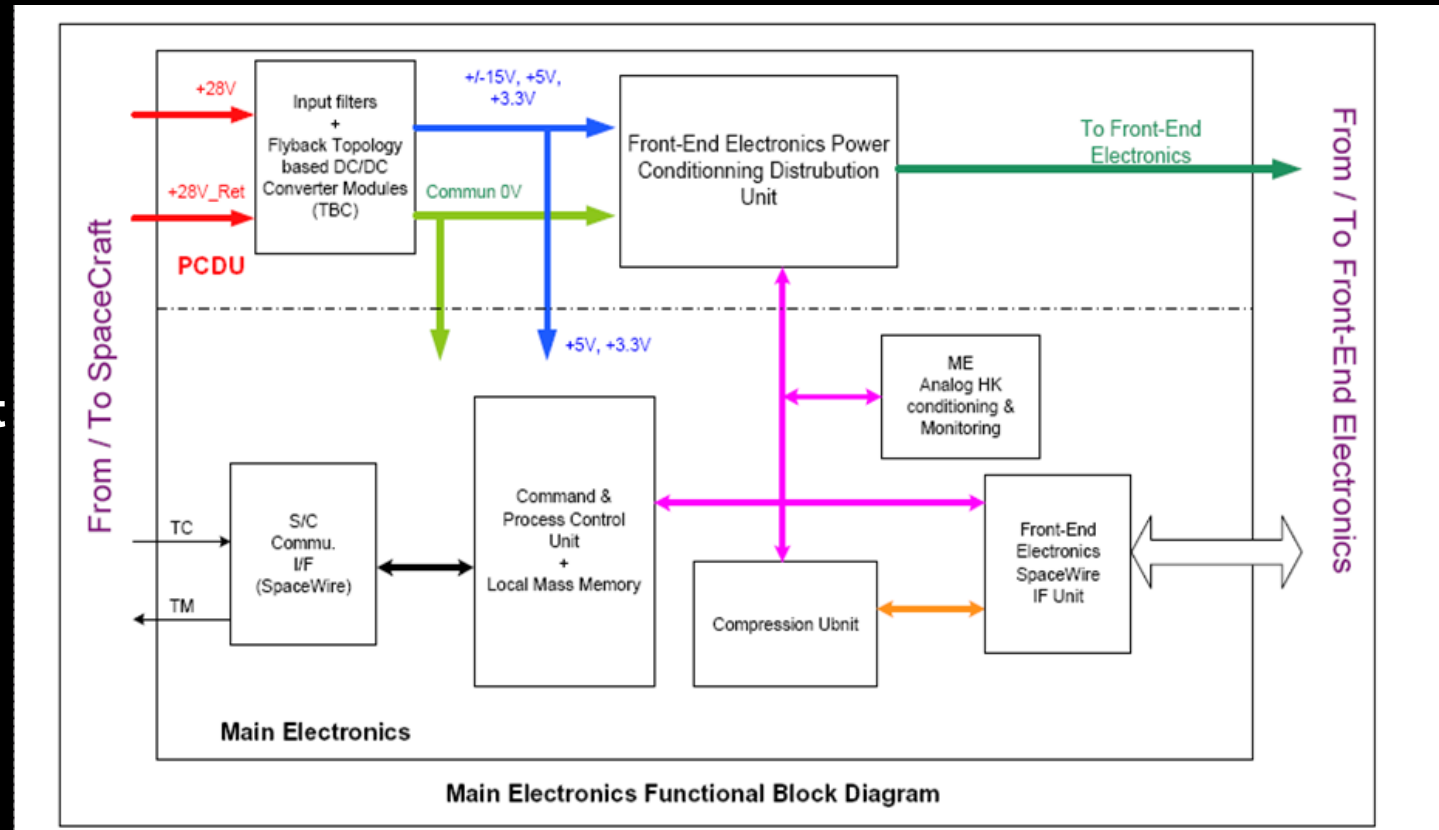 +28V
+28V_Ret
PCDU
Input filters
+
Flyback Topology
based DC/DC
Converter Modules
(TBC)
+/-15V, +5V,
+3.3V
Commun 0V
Front-End Electronics Power
Conditionning Distrubution
Unit
To Front-End
Electronics
From / To SpaceCraft
From / To Front-End Electronics
+5V, +3.3V
ME
Analog HK
conditioning &
Monitoring
TC
TM
S/C
Commu.
I/F
(SpaceWire)
Command &
Process Control
Unit
+
Local Mass Memory
Compression Ubnit
Front-End
Electronics
SpaceWire
IF Unit
Main Electronics
Main Electronics Functional Block Diagram
t